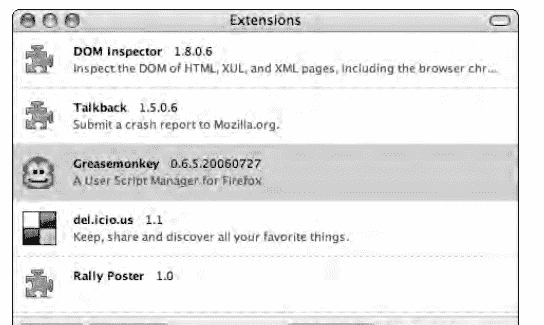 Extensions
DOM Inspector 1.8.0.6
Inspect the DOM of HTML, XUL, and XML pages, including the browser chr...
Talkback 1.5.0.6
Submit a crash report to Mozilla.org.
Greasemonkey 0.6.5.20060727
A User Script Manager for Firefox
del.icio.us 1.1
Keep, share and discover all your favorite things.
Rally Poster 1.0